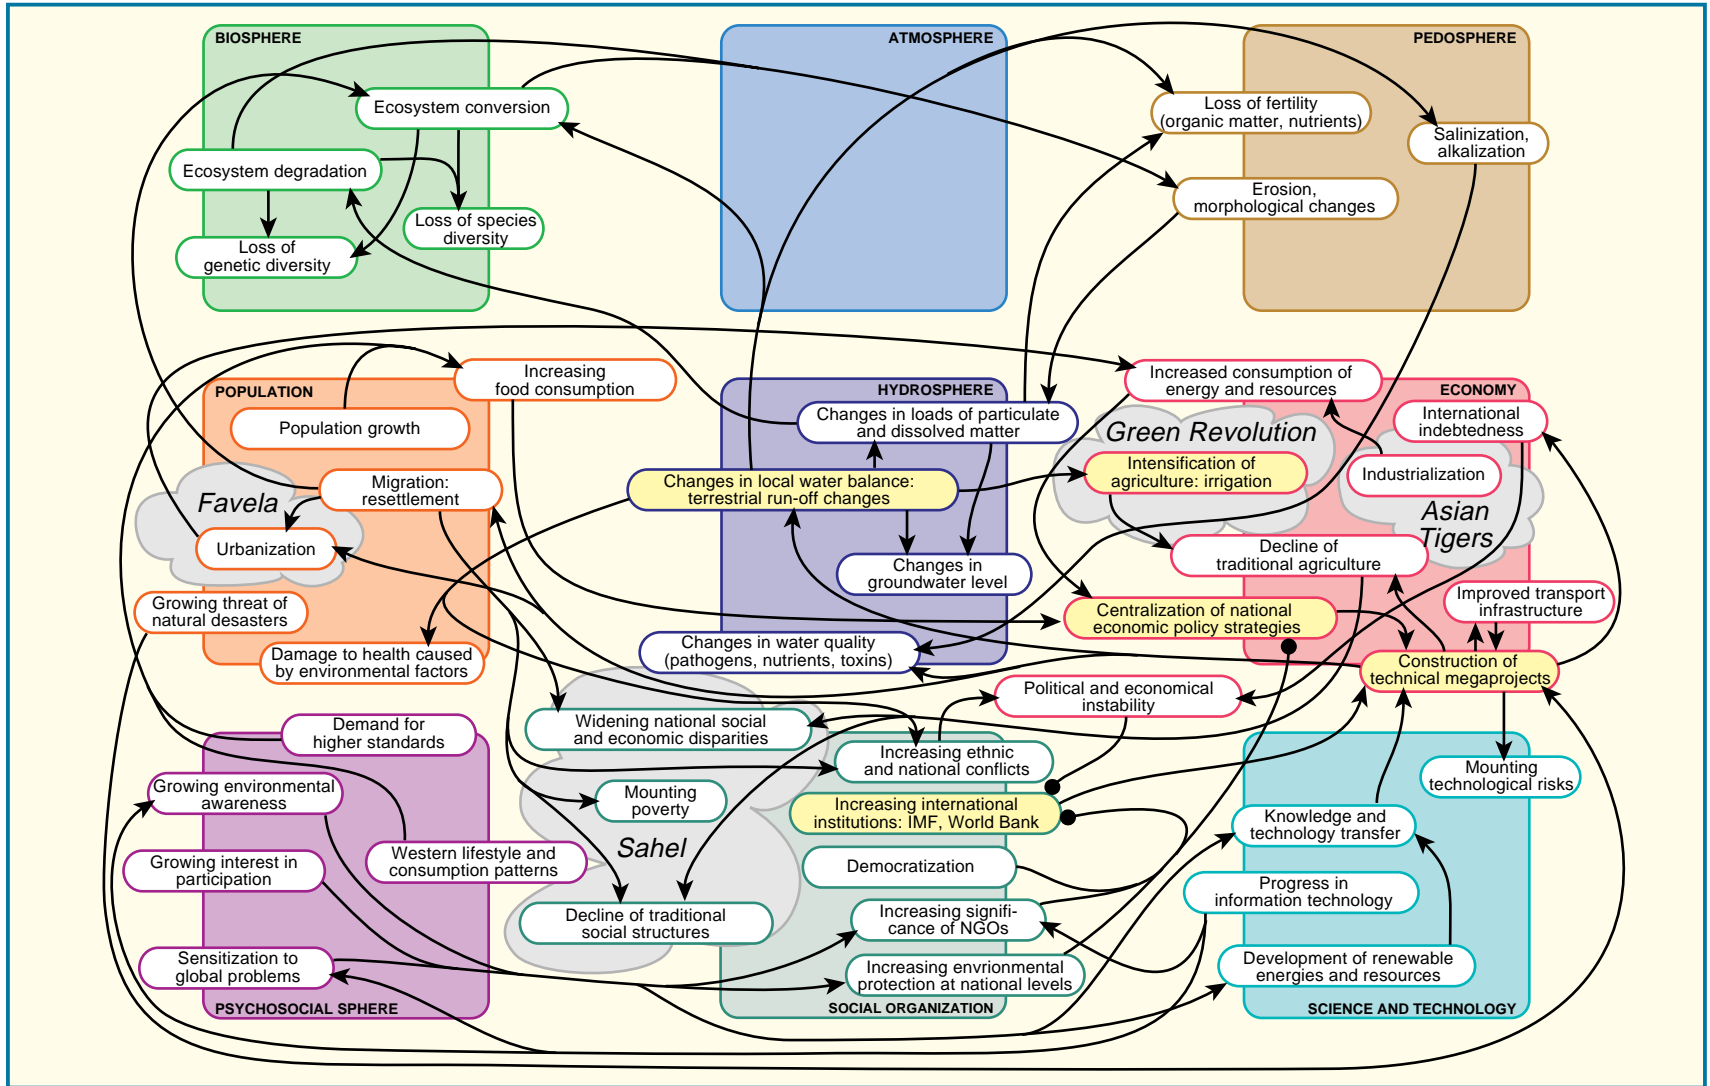 BIOSPHERE
Ecosystem conversion
Ecosystem degradation
Loss of species
diversity
Loss of
genetic diversity
ATMOSPHERE
PEDOSPHERE
Loss of fertility
(organic matter, nutrients)
Salinization,
alkalization
Erosion,
morphological changes
POPULATION
Increasing
food consumption
Population growth
Migration:
resettlement
Favela
Urbanization
Growing threat of
natural desasters
Damage to health caused
by environmental factors
HYDROSPHERE
Changes in loads of particulate
and dissolved matter
Changes in local water balance:
terrestrial run-off changes
Changes in
groundwater level
Changes in water quality
(pathogens, nutrients, toxins)
ECONOMY
Increased consumption of
energy and resources
International
indebtedness
Green Revolution
Intensification of
agriculture: irrigation
Industrialization
Asian
Tigers
Decline of
traditional agriculture
Improved transport
infrastructure
Centralization of national
economic policy strategies
Construction of
technical megaprojects
Political and economical
instability
PSYCHOSOCIAL SPHERE
Demand for
higher standards
Growing environmental
awareness
Western lifestyle and
consumption patterns
Growing interest in
participation
Sensitization to
global problems
SOCIAL ORGANIZATION
Widening national social
and economic disparities
Increasing ethnic
and national conflicts
Mounting
poverty
Increasing international
institutions: IMF, World Bank
Sahel
Democratization
Decline of traditional
social structures
Increasing signifi-
cance of NGOs
Increasing envrionmental
protection at national levels
SCIENCE AND TECHNOLOGY
Mounting
technological risks
Knowledge and
technology transfer
Progress in
information technology
Development of renewable
energies and resources